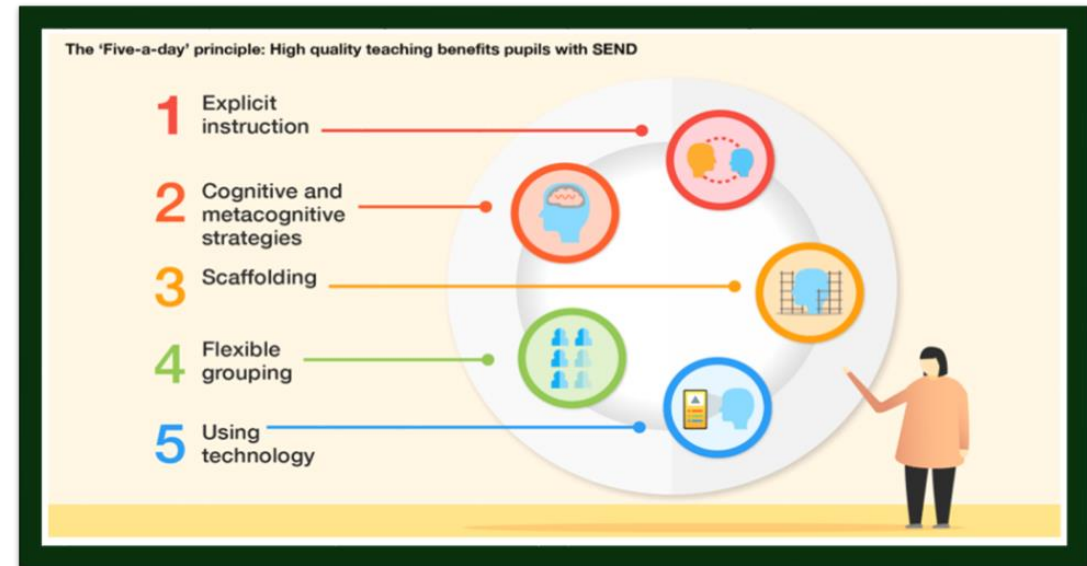 The ‘Five-a-day’ principle: High quality teaching benefits pupils with SEND
1 Explicit
instruction
2 Cognitive and
metacognitive
strategies
3 Scaffolding
4 Flexible
grouping
5 Using
technology